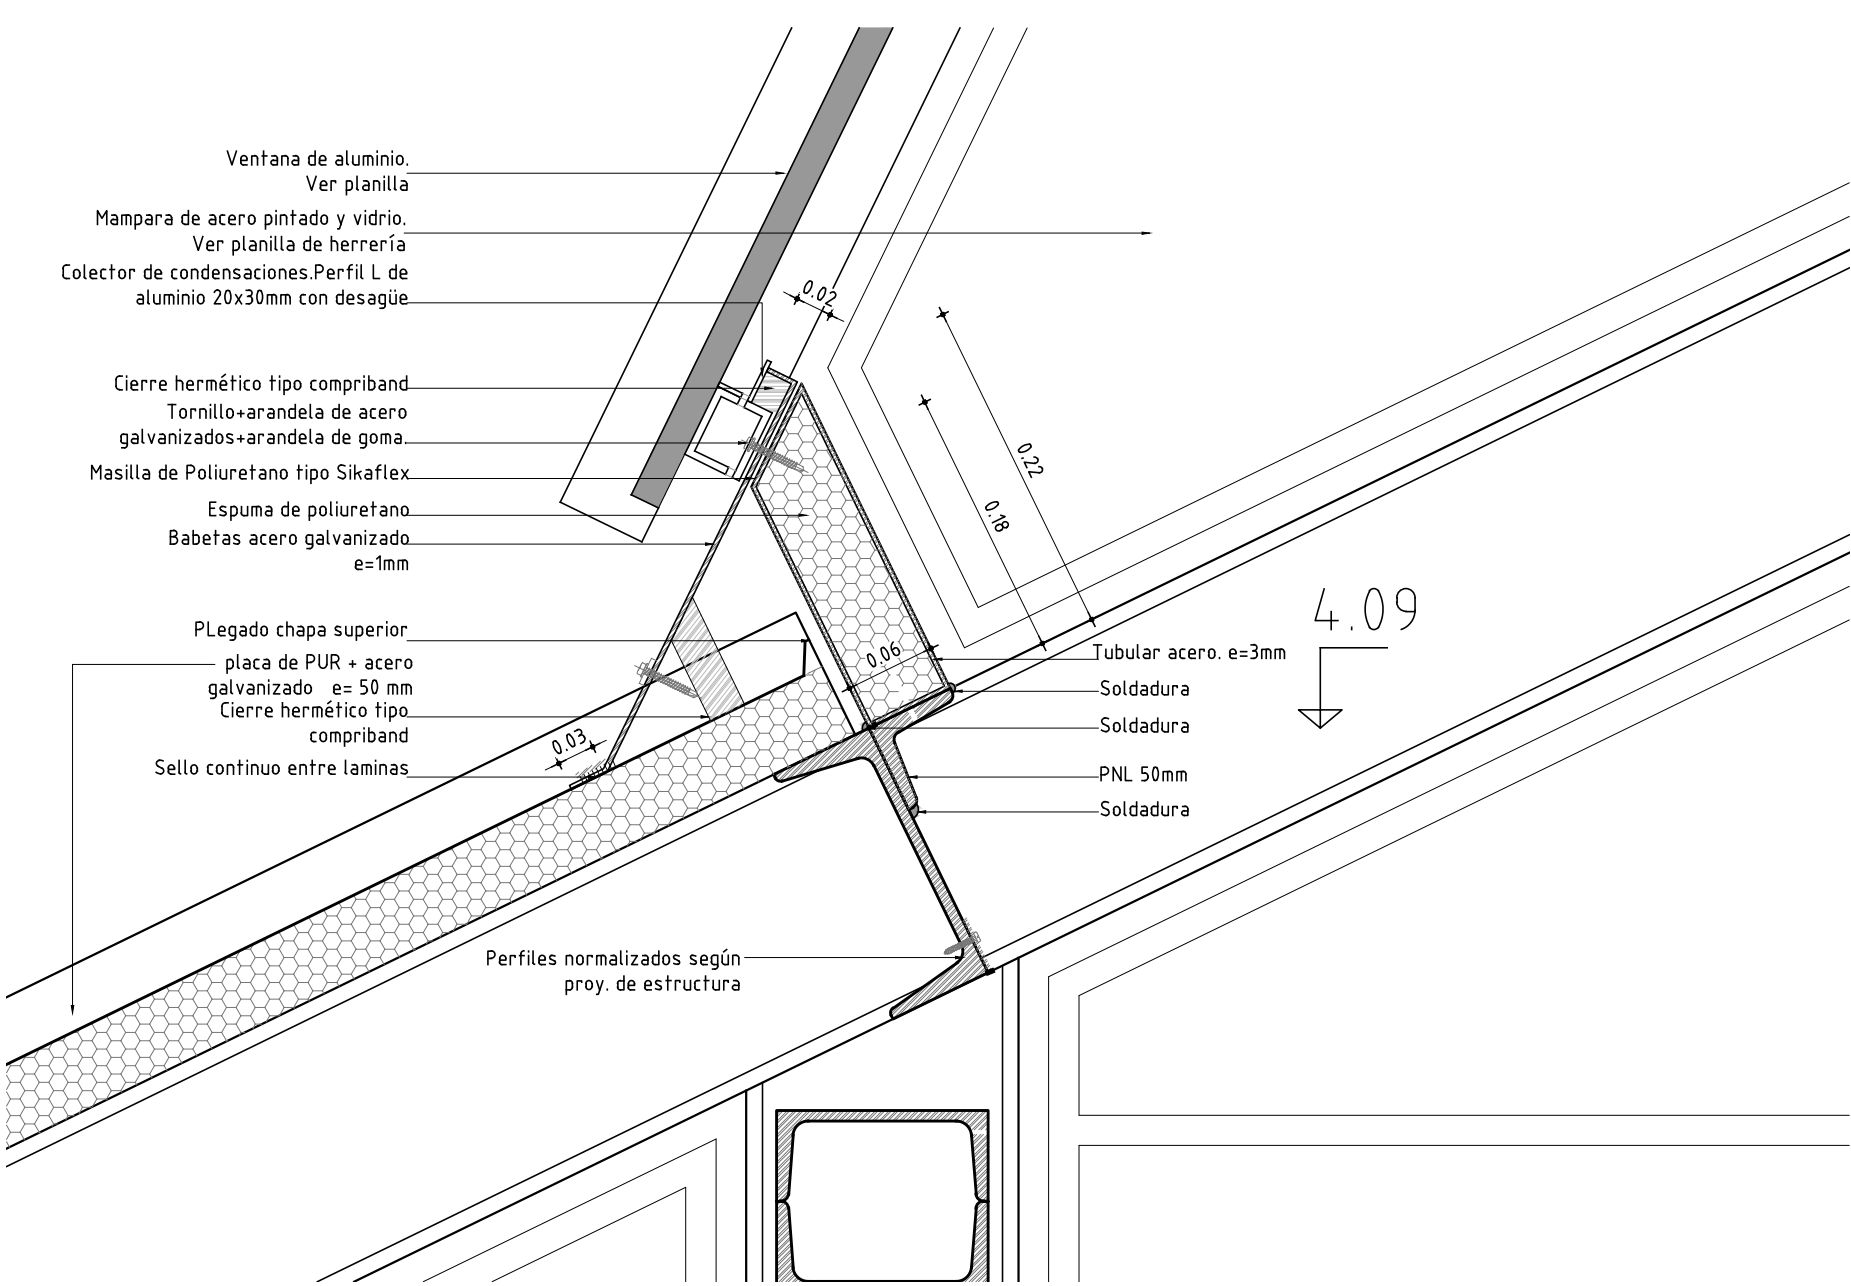 Ventana de aluminio.
Ver planilla
Mampara de acero pintado y vidrio.
Ver planilla de herrería
Colector de condensaciones.Perfil L de
aluminio 20x30mm con desagüe
Cierre hermético tipo compriband
Tornillo+arandela de acero
galvanizados+arandela de goma.
Masilla de Poliuretano tipo Sikaflex
Espuma de poliuretano
Babetas acero galvanizado
e=1mm
PLegado chapa superior
placa de PUR + acero
galvanizado e= 50 mm
Cierre hermético tipo
compriband
Sello continuo entre laminas
0.02
0.22
0.18
0.06
0.03
4.09
Tubular acero. e=3mm
Soldadura
Soldadura
PNL 50mm
Soldadura
Perfiles normalizados según
proy. de estructura